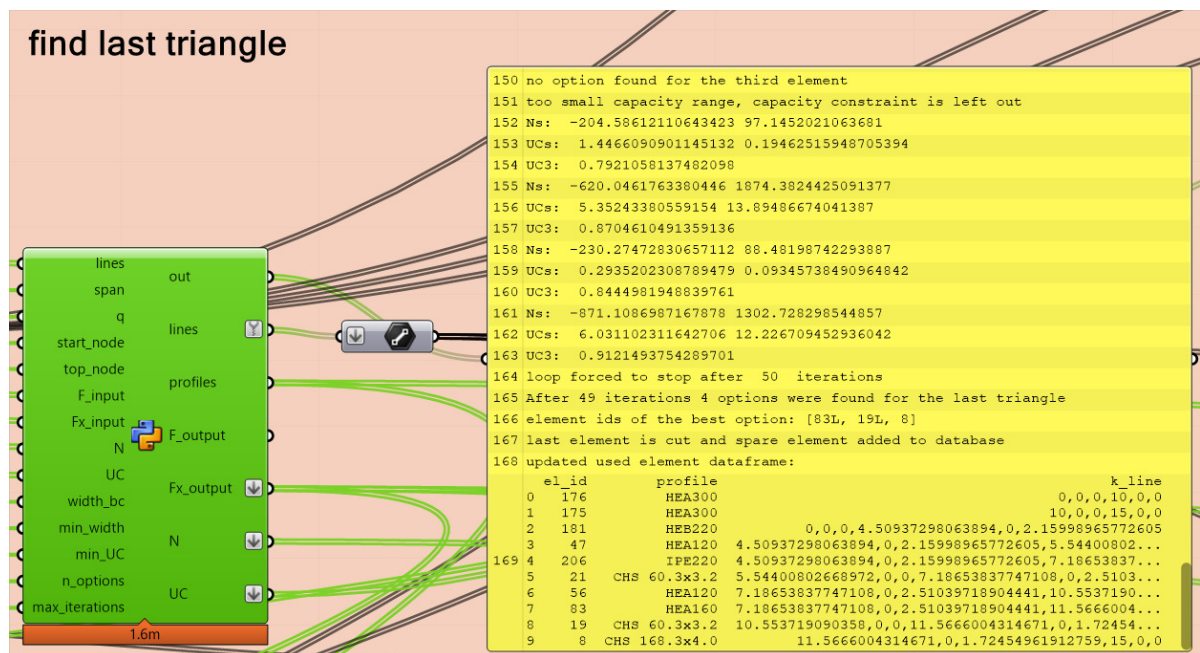 find last triangle
lines
span
q
start_node
top_node
F_input
Fx_input
N
UC
width_bc
min_width
min_UC
n_options
max_iterations
out
lines
profiles
F_output
Fx_output
N
UC
1.6m
150 no option found for the third element
151 too small capacity range, capacity constraint is left out
152 Ns:  -204.58612110643423 97.1452021063681
153 UCs:  1.4466090901145132 0.19462515948705394
154 UC3:  0.7921058137482098
155 Ns:  -620.0461763380446 1874.3824425091377
156 UCs:  5.35243380559154 13.89486674041387
157 UC3:  0.8704610491359136
158 Ns:  -230.27472830657112 88.48198742293887
159 UCs:  0.2935202308789479 0.09345738490964842
160 UC3:  0.8444981948839761
161 Ns:  -871.1086987167878 1302.728298544857
162 UCs:  6.031102311642706 12.226709452936042
163 UC3:  0.9121493754289701
164 loop forced to stop after  50  iterations
165 After 49 iterations 4 options were found for the last triangle
166 element ids of the best option: [83L, 19L, 8]
167 last element is cut and spare element added to database
168 updated used element dataframe:
el_id profile k_line
0 176 HEA300 0,0,0,10,0,0
1 175 HEA300 10,0,0,15,0,0
2 181 HEB220 0,0,0,4.50937298063894,0,2.15998965772605
3 47 HEA120 4.50937298063894,0,2.15998965772605,5.54400802...
169 4 206 IPE220 4.50937298063894,0,2.15998965772605,7.18653837...
5 21 CHS 60.3x3.2 5.54400802668972,0,0,7.18653837747108,0,2.5103...
6 56 HEA120 7.18653837747108,0,2.51039718904441,10.5537190...
7 83 HEA160 7.18653837747108,0,2.51039718904441,11.5666004...
8 19 CHS 60.3x3.2 10.553719090358,0,0,11.5666004314671,0,1.72454...
9 8 CHS 168.3x4.0 11.5666004314671,0,1.72454961912759,15,0,0